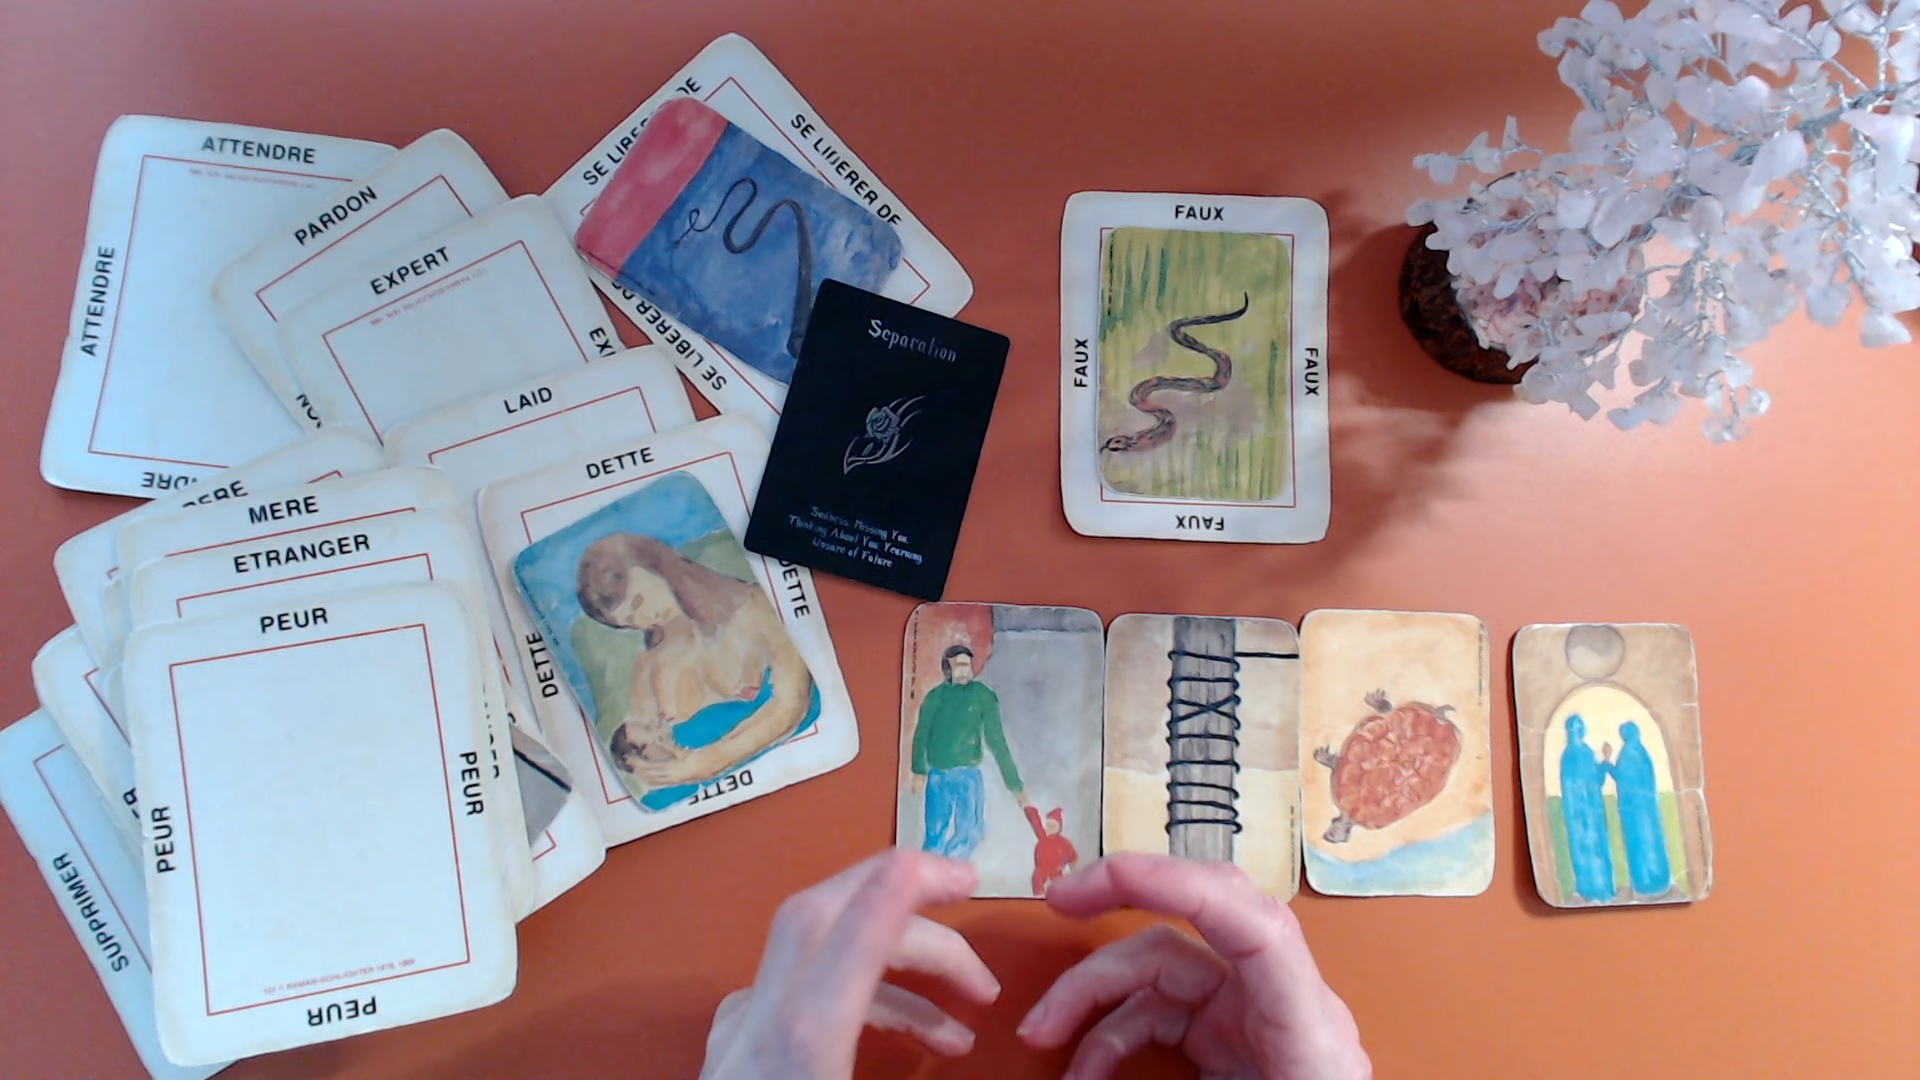 ATTENDRE
ATTENDRE
PARDON
EXPERT
SE LIBERER DE
SE LIBERER DE
SE LIBERER
LAID
DETTE
DETTE
DETTE
DETTE
MERE
ETRANGER
PEUR
PEUR
PEUR
PEUR
SUPPRIMER
Separation
Sadness. Missing You.
Thinking About You. Yearning
Unsure of Future
FAUX
FAUX
FAUX
FAUX